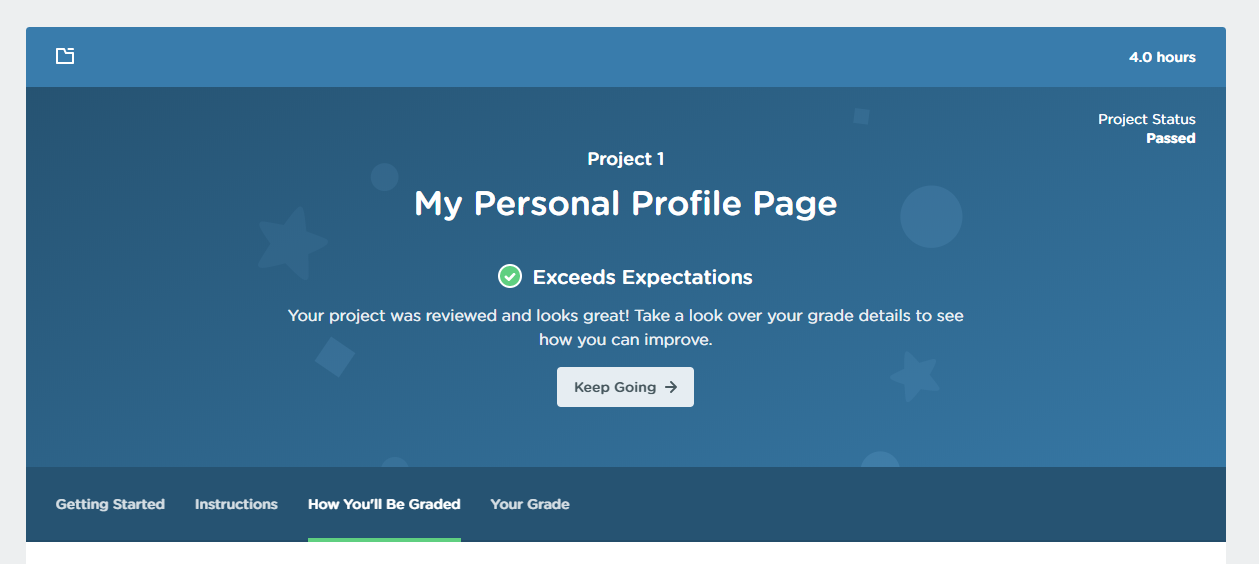 4.0 hours
Project Status
Passed
Project 1
My Personal Profile Page
Exceeds Expectations
Your project was reviewed and looks great! Take a look over your grade details to see
how you can improve.
Keep Going →
Getting Started Instructions How You'll Be Graded Your Grade